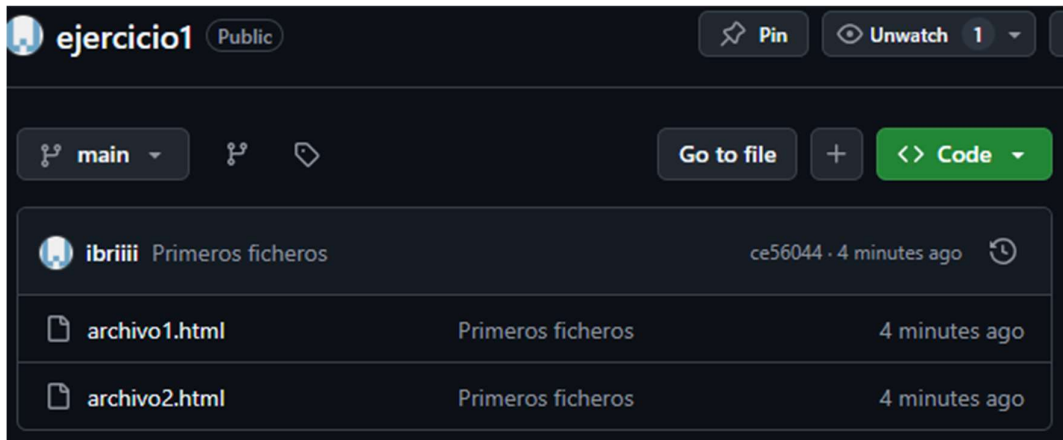 ejercicio1 Public Pin Unwatch 1
main Go to file + <> Code
ibriiii Primeros ficheros ce56044 · 4 minutes ago
archivo1.html Primeros ficheros 4 minutes ago
archivo2.html Primeros ficheros 4 minutes ago